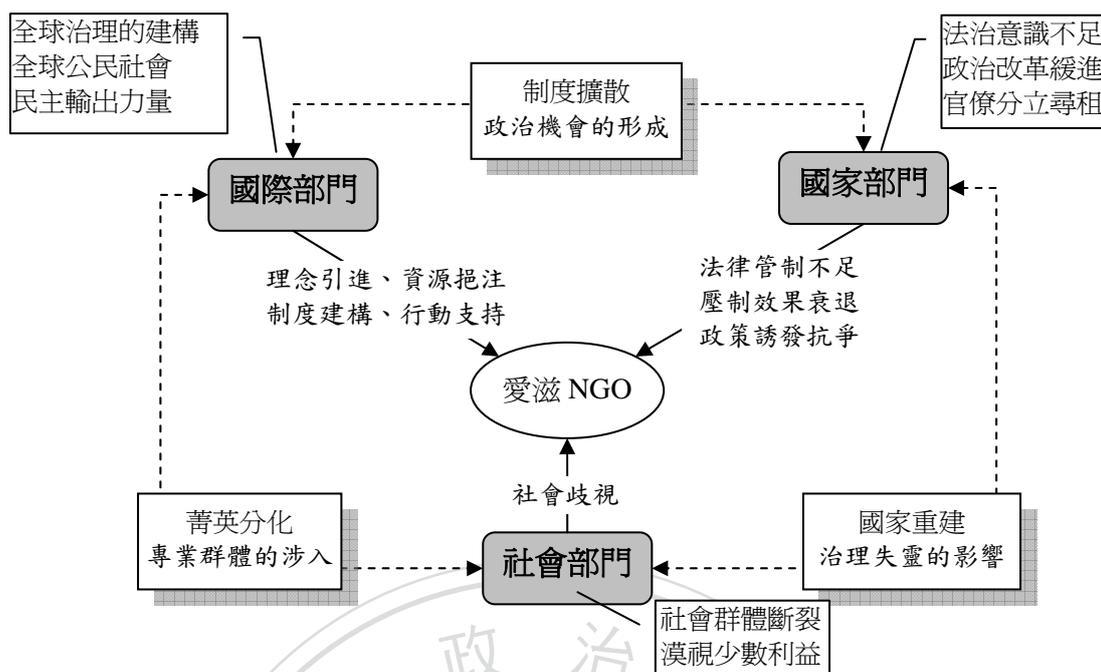 全球治理的建構
全球公民社會
民主輸出力量
法治意識不足
政治改革緩進
官僚分立尋租
制度擴散
政治機會的形成
國際部門
國家部門
理念引進、資源挹注
制度建構、行動支持
法律管制不足
壓制效果衰退
政策誘發抗爭
愛滋 NGO
社會歧視
菁英分化
專業群體的涉入
國家重建
治理失靈的影響
社會部門
社會群體斷裂
漠視少數利益
政 治